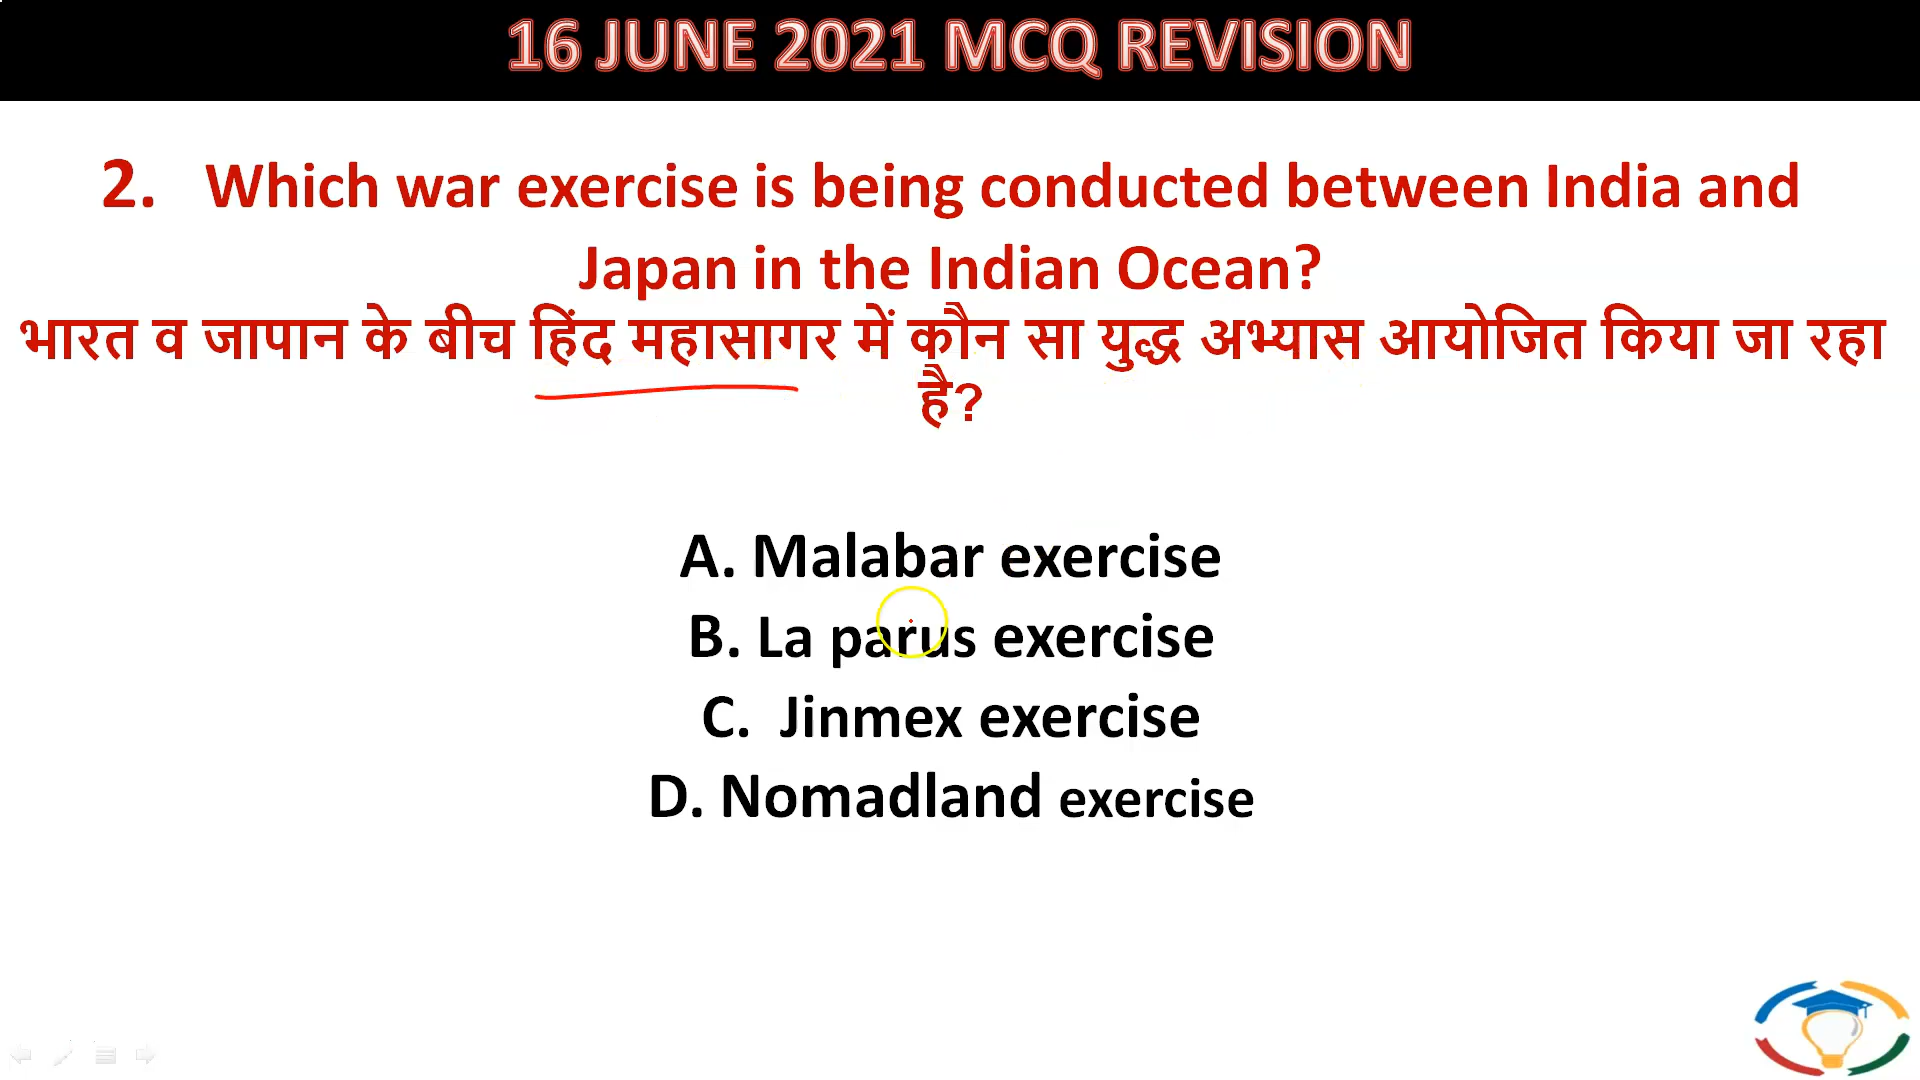 16 JUNE 2021 MCQ REVISION
2. Which war exercise is being conducted between India and
Japan in the Indian Ocean?
भारत व जापान के बीच हिंद महासागर में कौन सा युद्ध अभ्यास आयोजित किया जा रहा
है?
A. Malabar exercise
B. La parus exercise
C. Jinmex exercise
D. Nomadland exercise